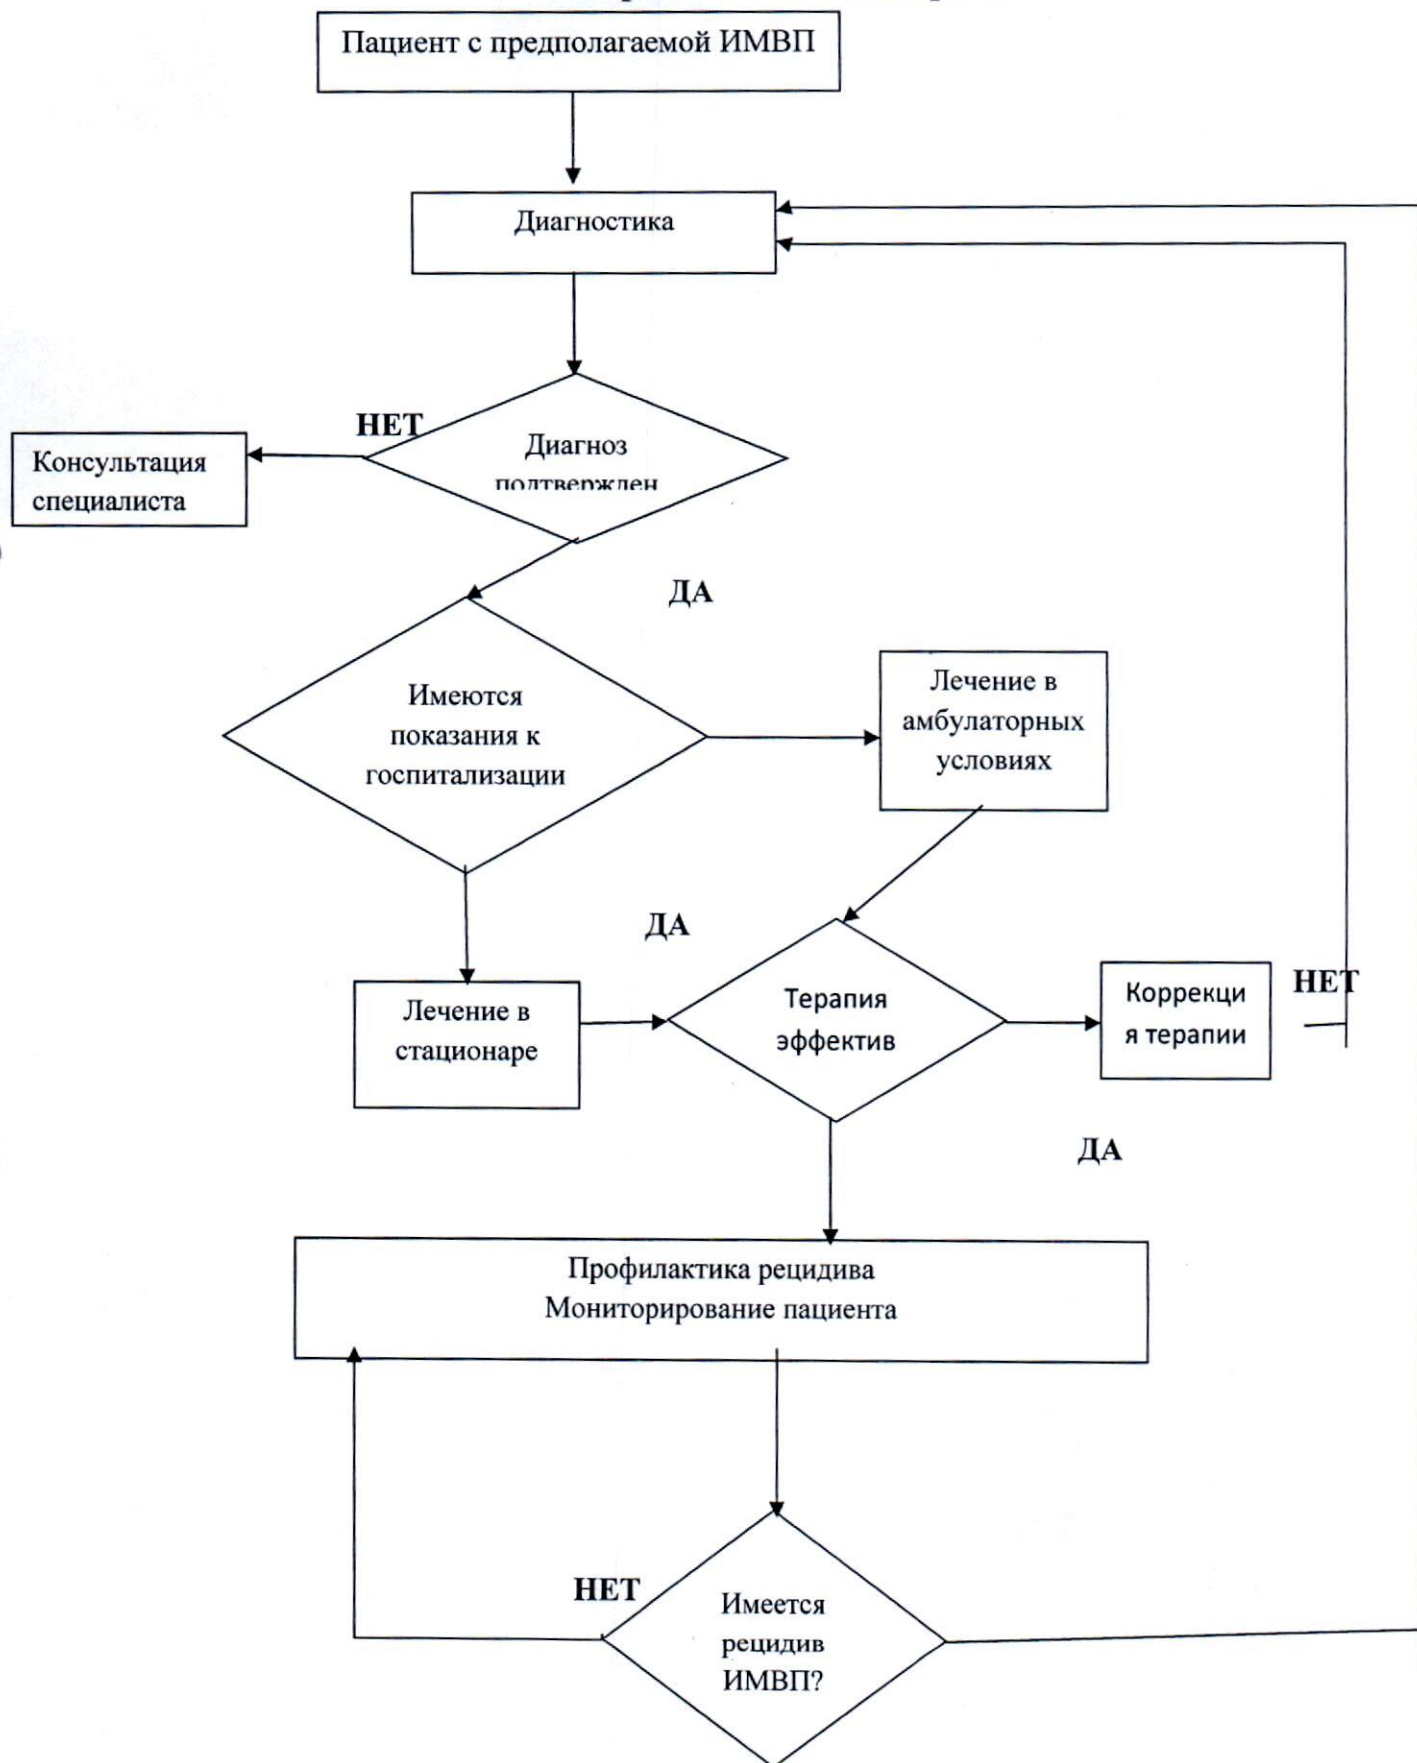 Пациент с предполагаемой ИМВП
Диагностика
НЕТ
Диагноз
подтвержден
Консультация
специалиста
ДА
Имеются
показания к
госпитализации
Лечение в
амбулаторных
условиях
ДА
Лечение в
стационаре
Терапия
эффектив
Коррекци
я терапии
НЕТ
ДА
Профилактика рецидива
Мониторирование пациента
НЕТ
Имеется
рецидив
ИМВП?